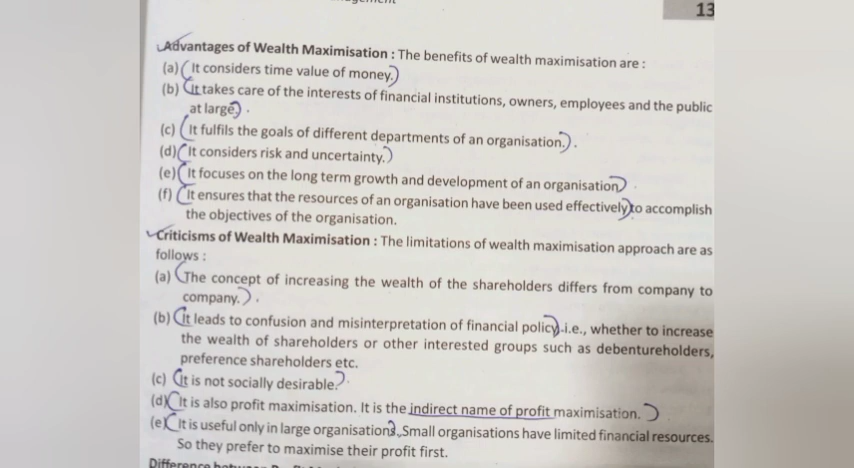 13
Advantages of Wealth Maximisation : The benefits of wealth maximisation are :
(a) It considers time value of money.
(b) It takes care of the interests of financial institutions, owners, employees and the public
at large.
(c) It fulfils the goals of different departments of an organisation.
(d) It considers risk and uncertainty.
(e) It focuses on the long term growth and development of an organisation
(f) It ensures that the resources of an organisation have been used effectively to accomplish
the objectives of the organisation.
Criticisms of Wealth Maximisation : The limitations of wealth maximisation approach are as
follows :
(a) The concept of increasing the wealth of the shareholders differs from company to
company.
(b) It leads to confusion and misinterpretation of financial policy i.e., whether to increase
the wealth of shareholders or other interested groups such as debentureholders,
preference shareholders etc.
(c) It is not socially desirable.
(d) It is also profit maximisation. It is the indirect name of profit maximisation.
(e) It is useful only in large organisations. Small organisations have limited financial resources.
So they prefer to maximise their profit first.
Difference between